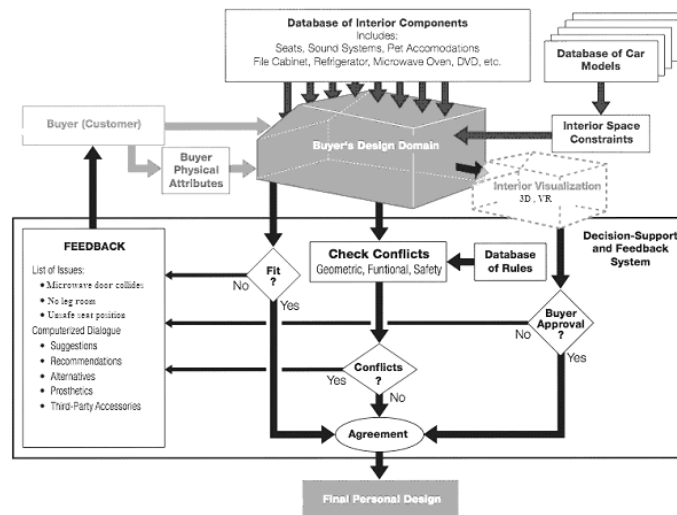 Database of Interior Components
Includes:
Seats, Sound Systems, Pet Accomodations
File Cabinet, Refrigerator, Microwave Oven, DVD, etc.
Database of Car
Models
Buyer (Customer)
Buyer's Design Domain
Interior Space
Constraints
Buyer
Physical
Attributes
Interior Visualization
3D , VR
FEEDBACK
List of Issues:
• Microwave door collides
• No leg room
• Unsafe seat position
Computerized Dialogue
• Suggestions
• Recommendations
• Alternatives
• Prosthetics
• Third-Party Accessories
Fit
?
No
Yes
Check Conflicts
Geometric, Funtional, Safety
Database
of Rules
Decision-Support
and Feedback
System
Buyer
Approval
?
No
Yes
Conflicts
?
Yes
No
Agreement
Final Personal Design